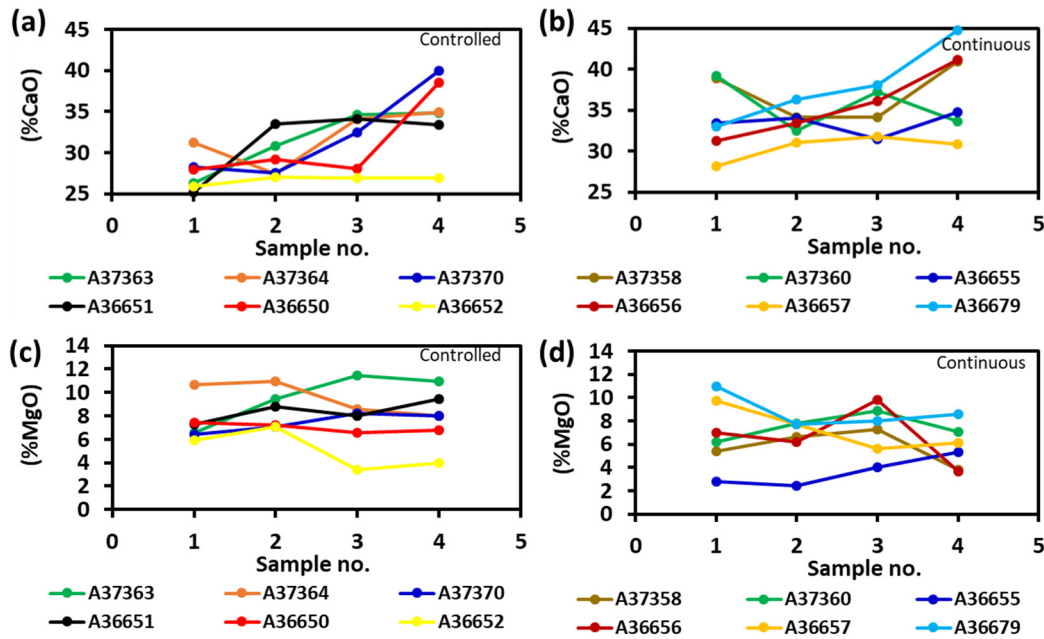 (a)
Controlled
45
40
35
30
25
(%CaO)
0 1 2 3 4 5
Sample no.
A37363 A37364 A37370
A36651 A36650 A36652
(b)
Continuous
45
40
35
30
25
(%CaO)
0 1 2 3 4 5
Sample no.
A37358 A37360 A36655
A36656 A36657 A36679
(c)
Controlled
14
12
10
8
6
4
2
0
(%MgO)
0 1 2 3 4 5
Sample no.
A37363 A37364 A37370
A36651 A36650 A36652
(d)
Continuous
14
12
10
8
6
4
2
0
(%MgO)
0 1 2 3 4 5
Sample no.
A37358 A37360 A36655
A36656 A36657 A36679